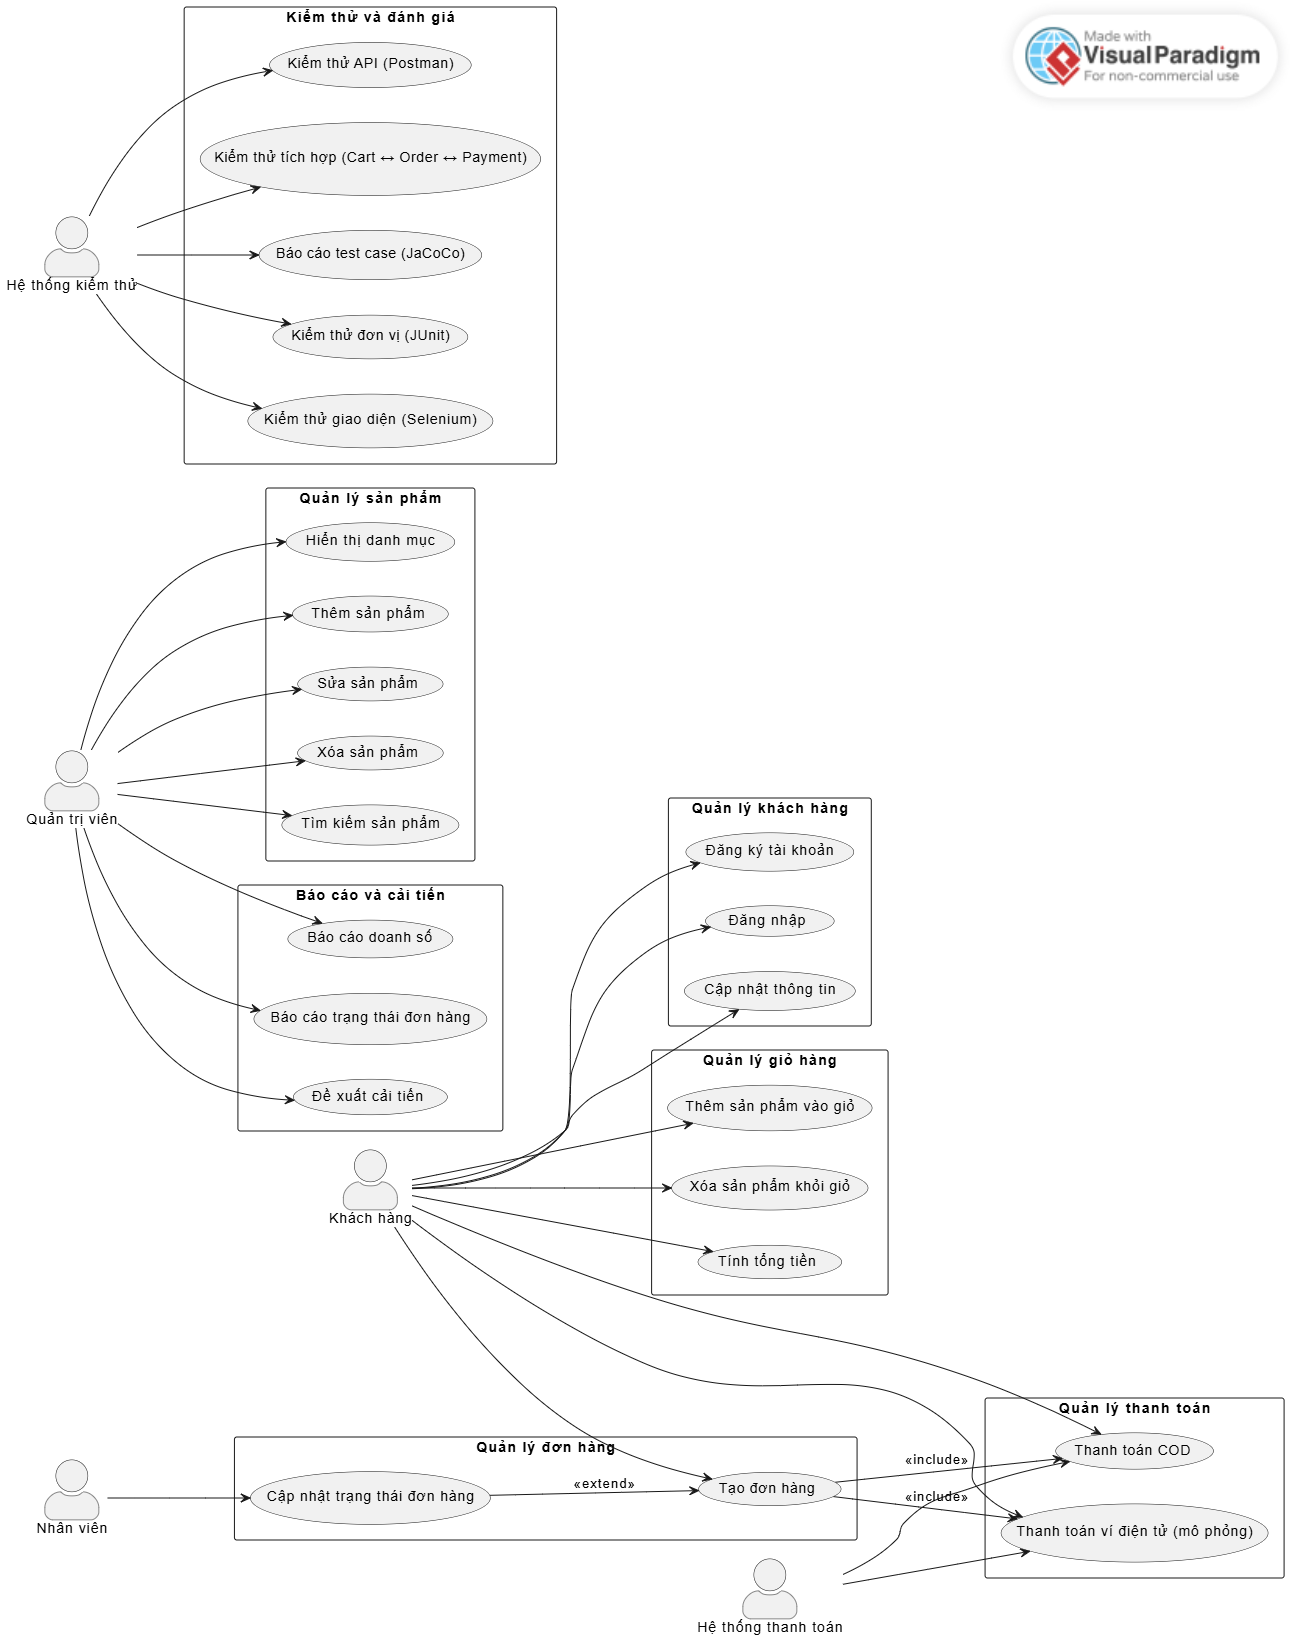 Made with
Visual Paradigm
For non-commercial use
Kiểm thử và đánh giá
Kiểm thử API (Postman)
Kiểm thử tích hợp (Cart ↔ Order ↔ Payment)
Báo cáo test case (JaCoCo)
Hệ thống kiểm thử
Kiểm thử đơn vị (JUnit)
Kiểm thử giao diện (Selenium)
Quản lý sản phẩm
Hiển thị danh mục
Thêm sản phẩm
Sửa sản phẩm
Xóa sản phẩm
Quản trị viên
Tìm kiếm sản phẩm
Quản lý khách hàng
Đăng ký tài khoản
Đăng nhập
Cập nhật thông tin
Báo cáo và cải tiến
Báo cáo doanh số
Báo cáo trạng thái đơn hàng
Đề xuất cải tiến
Quản lý giỏ hàng
Thêm sản phẩm vào giỏ
Xóa sản phẩm khỏi giỏ
Tính tổng tiền
Khách hàng
Quản lý thanh toán
Thanh toán COD
Thanh toán ví điện tử (mô phỏng)
Quản lý đơn hàng
Cập nhật trạng thái đơn hàng
«extend»
Tạo đơn hàng
«include»
«include»
Nhân viên
Hệ thống thanh toán